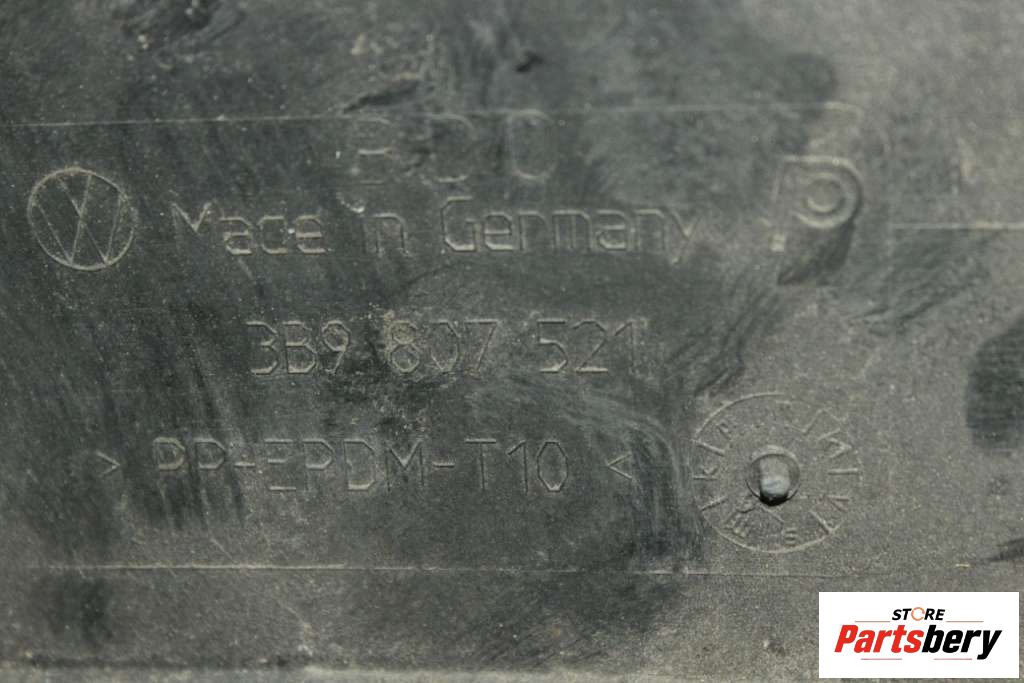 Made in Germany
3B9 807 521
> PP-EPDM-T10 <
STORE
Partsbery